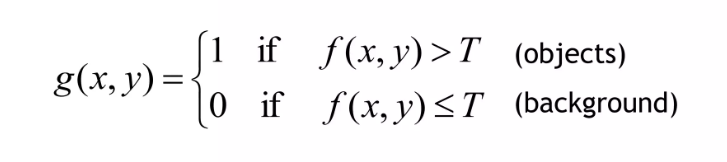 g(x, y) = { 1 if f(x, y) > T (objects)
0 if f(x, y) ≤ T (background)